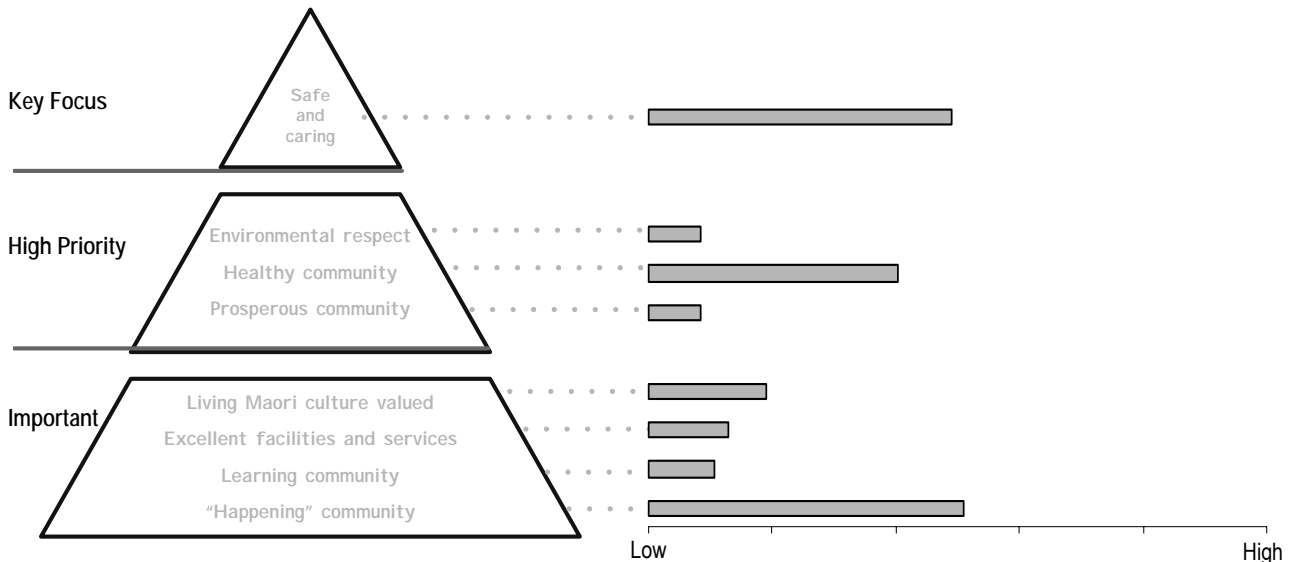 Key Focus
Safe
and
caring
High Priority
Environmental respect
Healthy community
Prosperous community
Important
Living Maori culture valued
Excellent facilities and services
Learning community
“Happening” community
Low
High